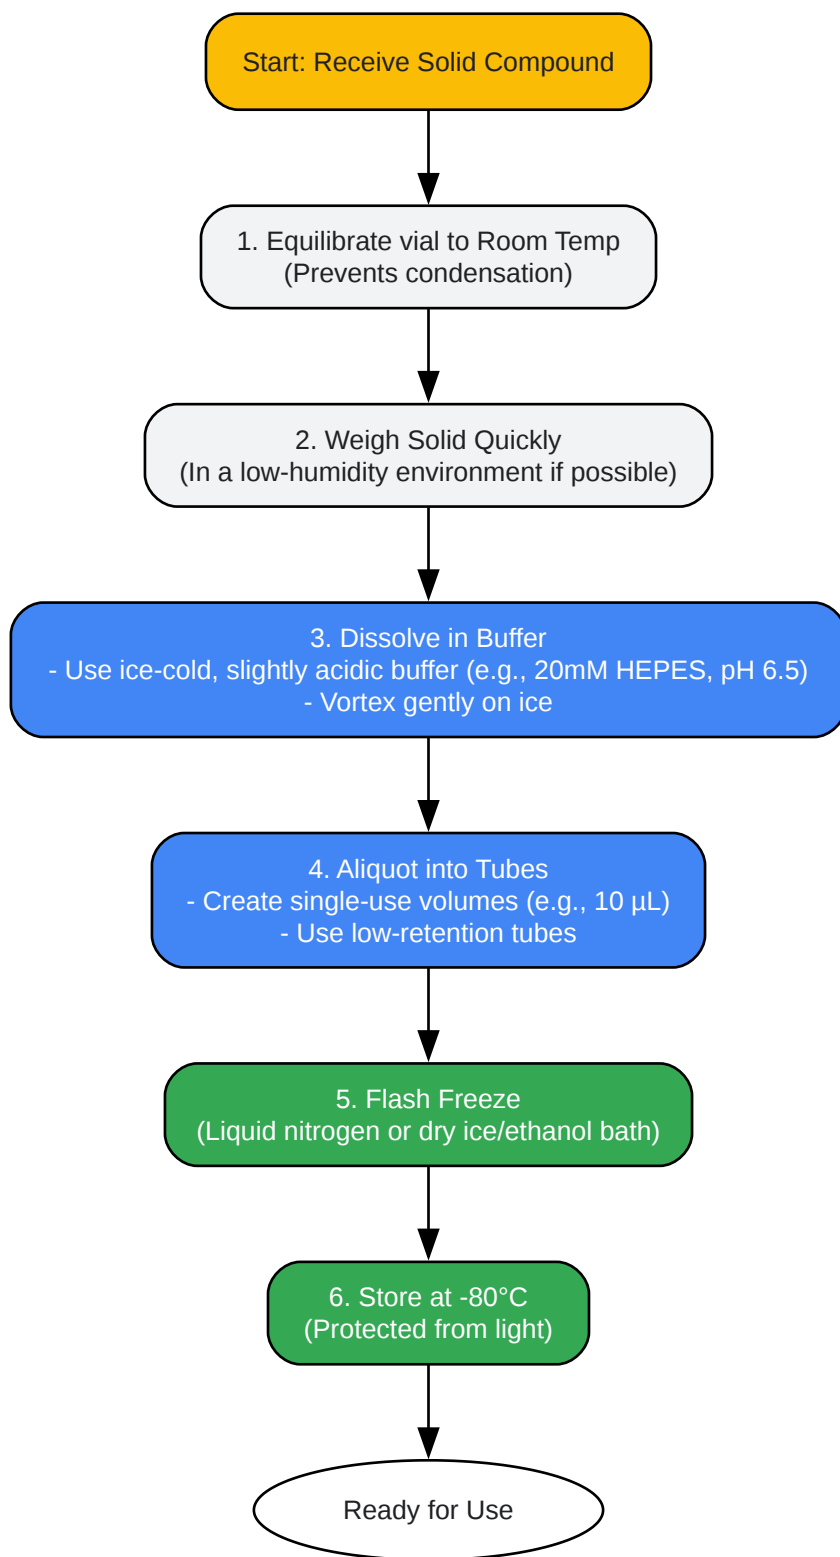 Start: Receive Solid Compound
1. Equilibrate vial to Room Temp
(Prevents condensation)
2. Weigh Solid Quickly
(In a low-humidity environment if possible)
3. Dissolve in Buffer
- Use ice-cold, slightly acidic buffer (e.g., 20mM HEPES, pH 6.5)
- Vortex gently on ice
4. Aliquot into Tubes
- Create single-use volumes (e.g., 10 µL)
- Use low-retention tubes
5. Flash Freeze
(Liquid nitrogen or dry ice/ethanol bath)
6. Store at -80°C
(Protected from light)
Ready for Use